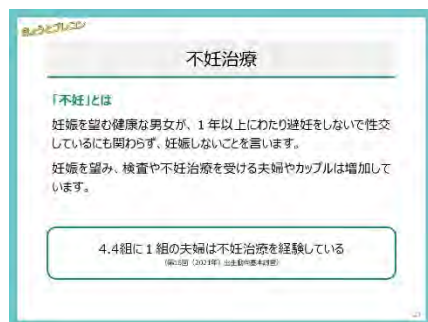 きょうとプレコン
不妊治療
「不妊」とは
妊娠を望む健康な男女が、1年以上にわたり避妊をしないで性交
しているにも関わらず、妊娠しないことを言います。
妊娠を望み、検査や不妊治療を受ける夫婦やカップルは増加して
います。
4.4組に1組の夫婦は不妊治療を経験している
(第16回（2021年）出生動向基本調査)